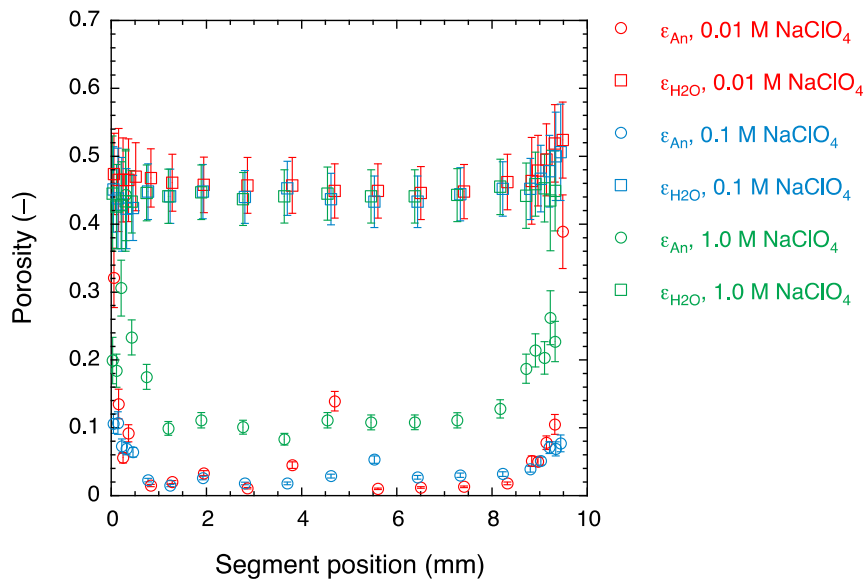 0.7
0.6
0.5
0.4
0.3
0.2
0.1
0
Porosity (–)
0 2 4 6 8 10
Segment position (mm)
εAn, 0.01 M NaClO4
εH2O, 0.01 M NaClO4
εAn, 0.1 M NaClO4
εH2O, 0.1 M NaClO4
εAn, 1.0 M NaClO4
εH2O, 1.0 M NaClO4